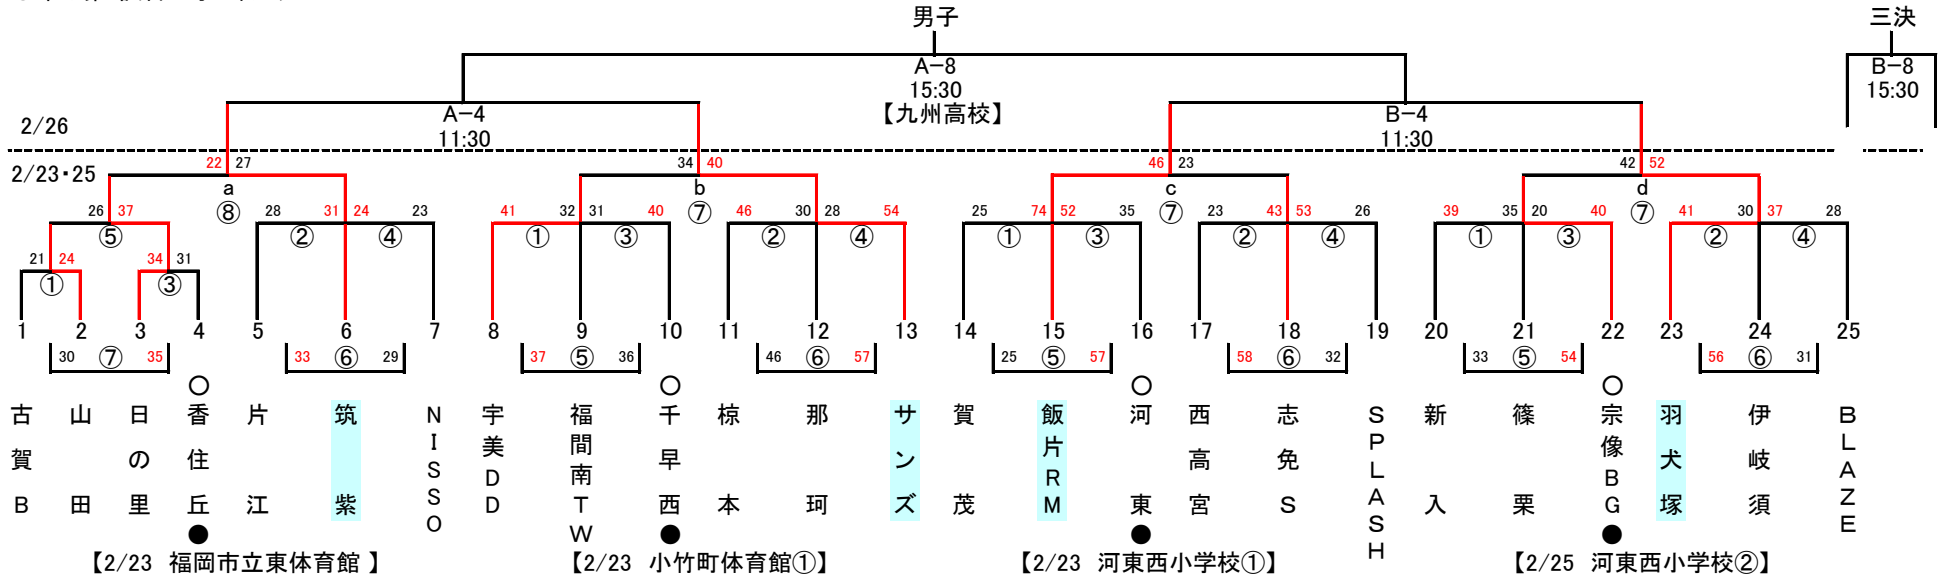 男子
三決
A-8
15:30
【九州高校】
B-8
15:30
2/26
A-4
11:30
B-4
11:30
2/23・25
22 27
34 40
46 23
42 52
a
⑧
b
⑦
c
⑦
d
⑦
26 37 28 31 24 23 41 32 31 40 46 30 28 54 25 74 52 35 23 43 53 26 39 35 20 40 41 30 37 28
⑤ ② ④ ① ③ ② ④ ① ③ ② ④ ① ③ ② ④
21 24 34 31
① ③
1 2 3 4 5 6 7 8 9 10 11 12 13 14 15 16 17 18 19 20 21 22 23 24 25
30 ⑦ 35 33 ⑥ 29 37 ⑤ 36 46 ⑥ 57 25 ⑤ 57 58 ⑥ 32 33 ⑤ 54 56 ⑥ 31
○ ○ ○ ○
古賀B
山田
日の里
香住丘
片江
筑紫
NISSO
宇美DD
福間南TW
千早西
椋本
那珂
サンズ
賀茂
飯片RM
河東
西高宮
志免S
SPLASH
新入
篠栗
宗像BG
羽犬塚
伊岐須
BLAZE
● ● ● ●
【2/23 福岡市立東体育館 】
【2/23 小竹町体育館①】
【2/23 河東西小学校①】
【2/25 河東西小学校②】